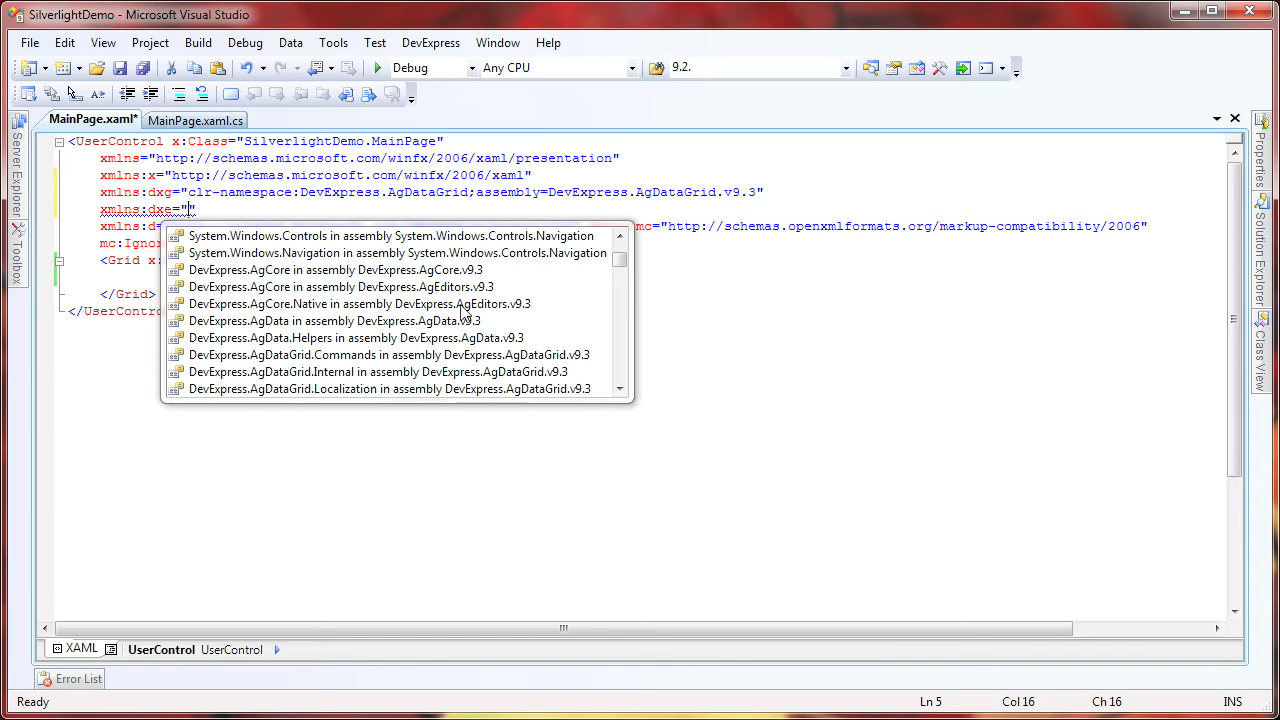 SilverlightDemo - Microsoft Visual Studio
File Edit View Project Build Debug Data Tools Test DevExpress Window Help
Debug Any CPU 9.2.
MainPage.xaml* MainPage.xaml.cs
Server Explorer
Toolbox
Properties
Class View
<UserControl x:Class="SilverlightDemo.MainPage"
xmlns="http://schemas.microsoft.com/winfx/2006/xaml/presentation"
xmlns:x="http://schemas.microsoft.com/winfx/2006/xaml"
xmlns:dxg="clr-namespace:DevExpress.AgDataGrid;assembly=DevExpress.AgDataGrid.v9.3"
xmlns:dxe=""
xmlns:d= mc="http://schemas.openxmlformats.org/markup-compatibility/2006"
mc:Ignor
<Grid x:
</Grid>
</UserContro
System.Windows.Controls in assembly System.Windows.Controls.Navigation
System.Windows.Navigation in assembly System.Windows.Controls.Navigation
DevExpress.AgCore in assembly DevExpress.AgCore.v9.3
DevExpress.AgCore in assembly DevExpress.AgEditors.v9.3
DevExpress.AgCore.Native in assembly DevExpress.AgEditors.v9.3
DevExpress.AgData in assembly DevExpress.AgData.v9.3
DevExpress.AgData.Helpers in assembly DevExpress.AgData.v9.3
DevExpress.AgDataGrid.Commands in assembly DevExpress.AgDataGrid.v9.3
DevExpress.AgDataGrid.Internal in assembly DevExpress.AgDataGrid.v9.3
DevExpress.AgDataGrid.Localization in assembly DevExpress.AgDataGrid.v9.3
XAML UserControl UserControl
Error List
Ready Ln 5 Col 16 Ch 16 INS